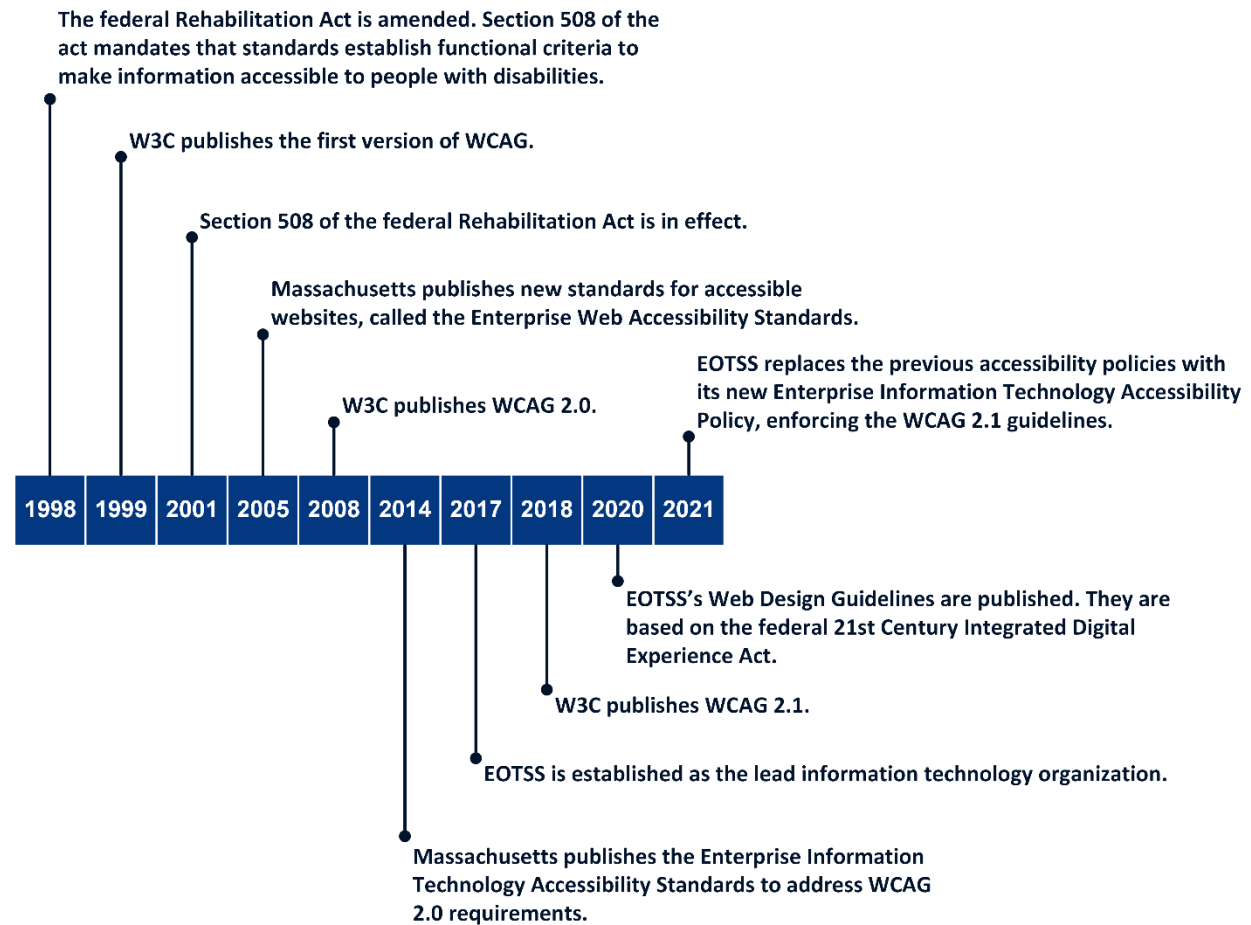 The federal Rehabilitation Act is amended. Section 508 of the
act mandates that standards establish functional criteria to
make information accessible to people with disabilities.
W3C publishes the first version of WCAG.
Section 508 of the federal Rehabilitation Act is in effect.
Massachusetts publishes new standards for accessible
websites, called the Enterprise Web Accessibility Standards.
W3C publishes WCAG 2.0.
EOTSS replaces the previous accessibility policies with
its new Enterprise Information Technology Accessibility
Policy, enforcing the WCAG 2.1 guidelines.
1998 1999 2001 2005 2008 2014 2017 2018 2020 2021
EOTSS’s Web Design Guidelines are published. They are
based on the federal 21st Century Integrated Digital
Experience Act.
W3C publishes WCAG 2.1.
EOTSS is established as the lead information technology organization.
Massachusetts publishes the Enterprise Information
Technology Accessibility Standards to address WCAG
2.0 requirements.